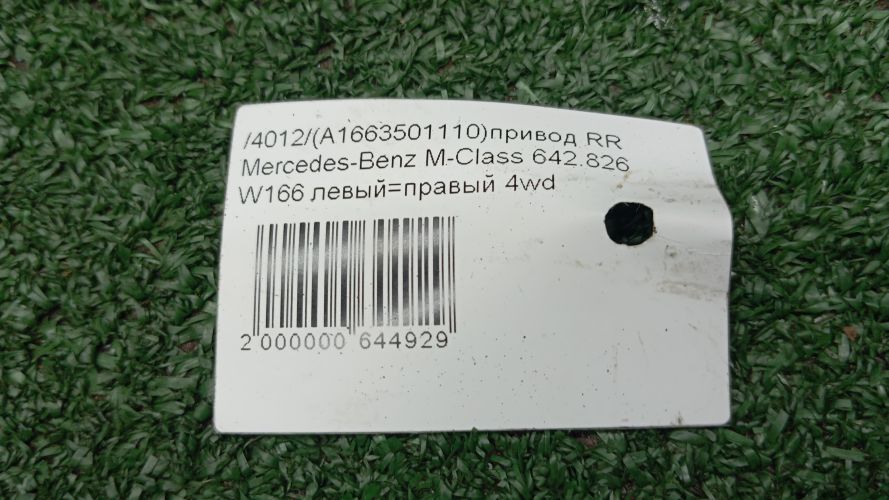 /4012/(A1663501110)привод RR
Mercedes-Benz M-Class 642.826
W166 левый=правый 4wd
2 000000 644929